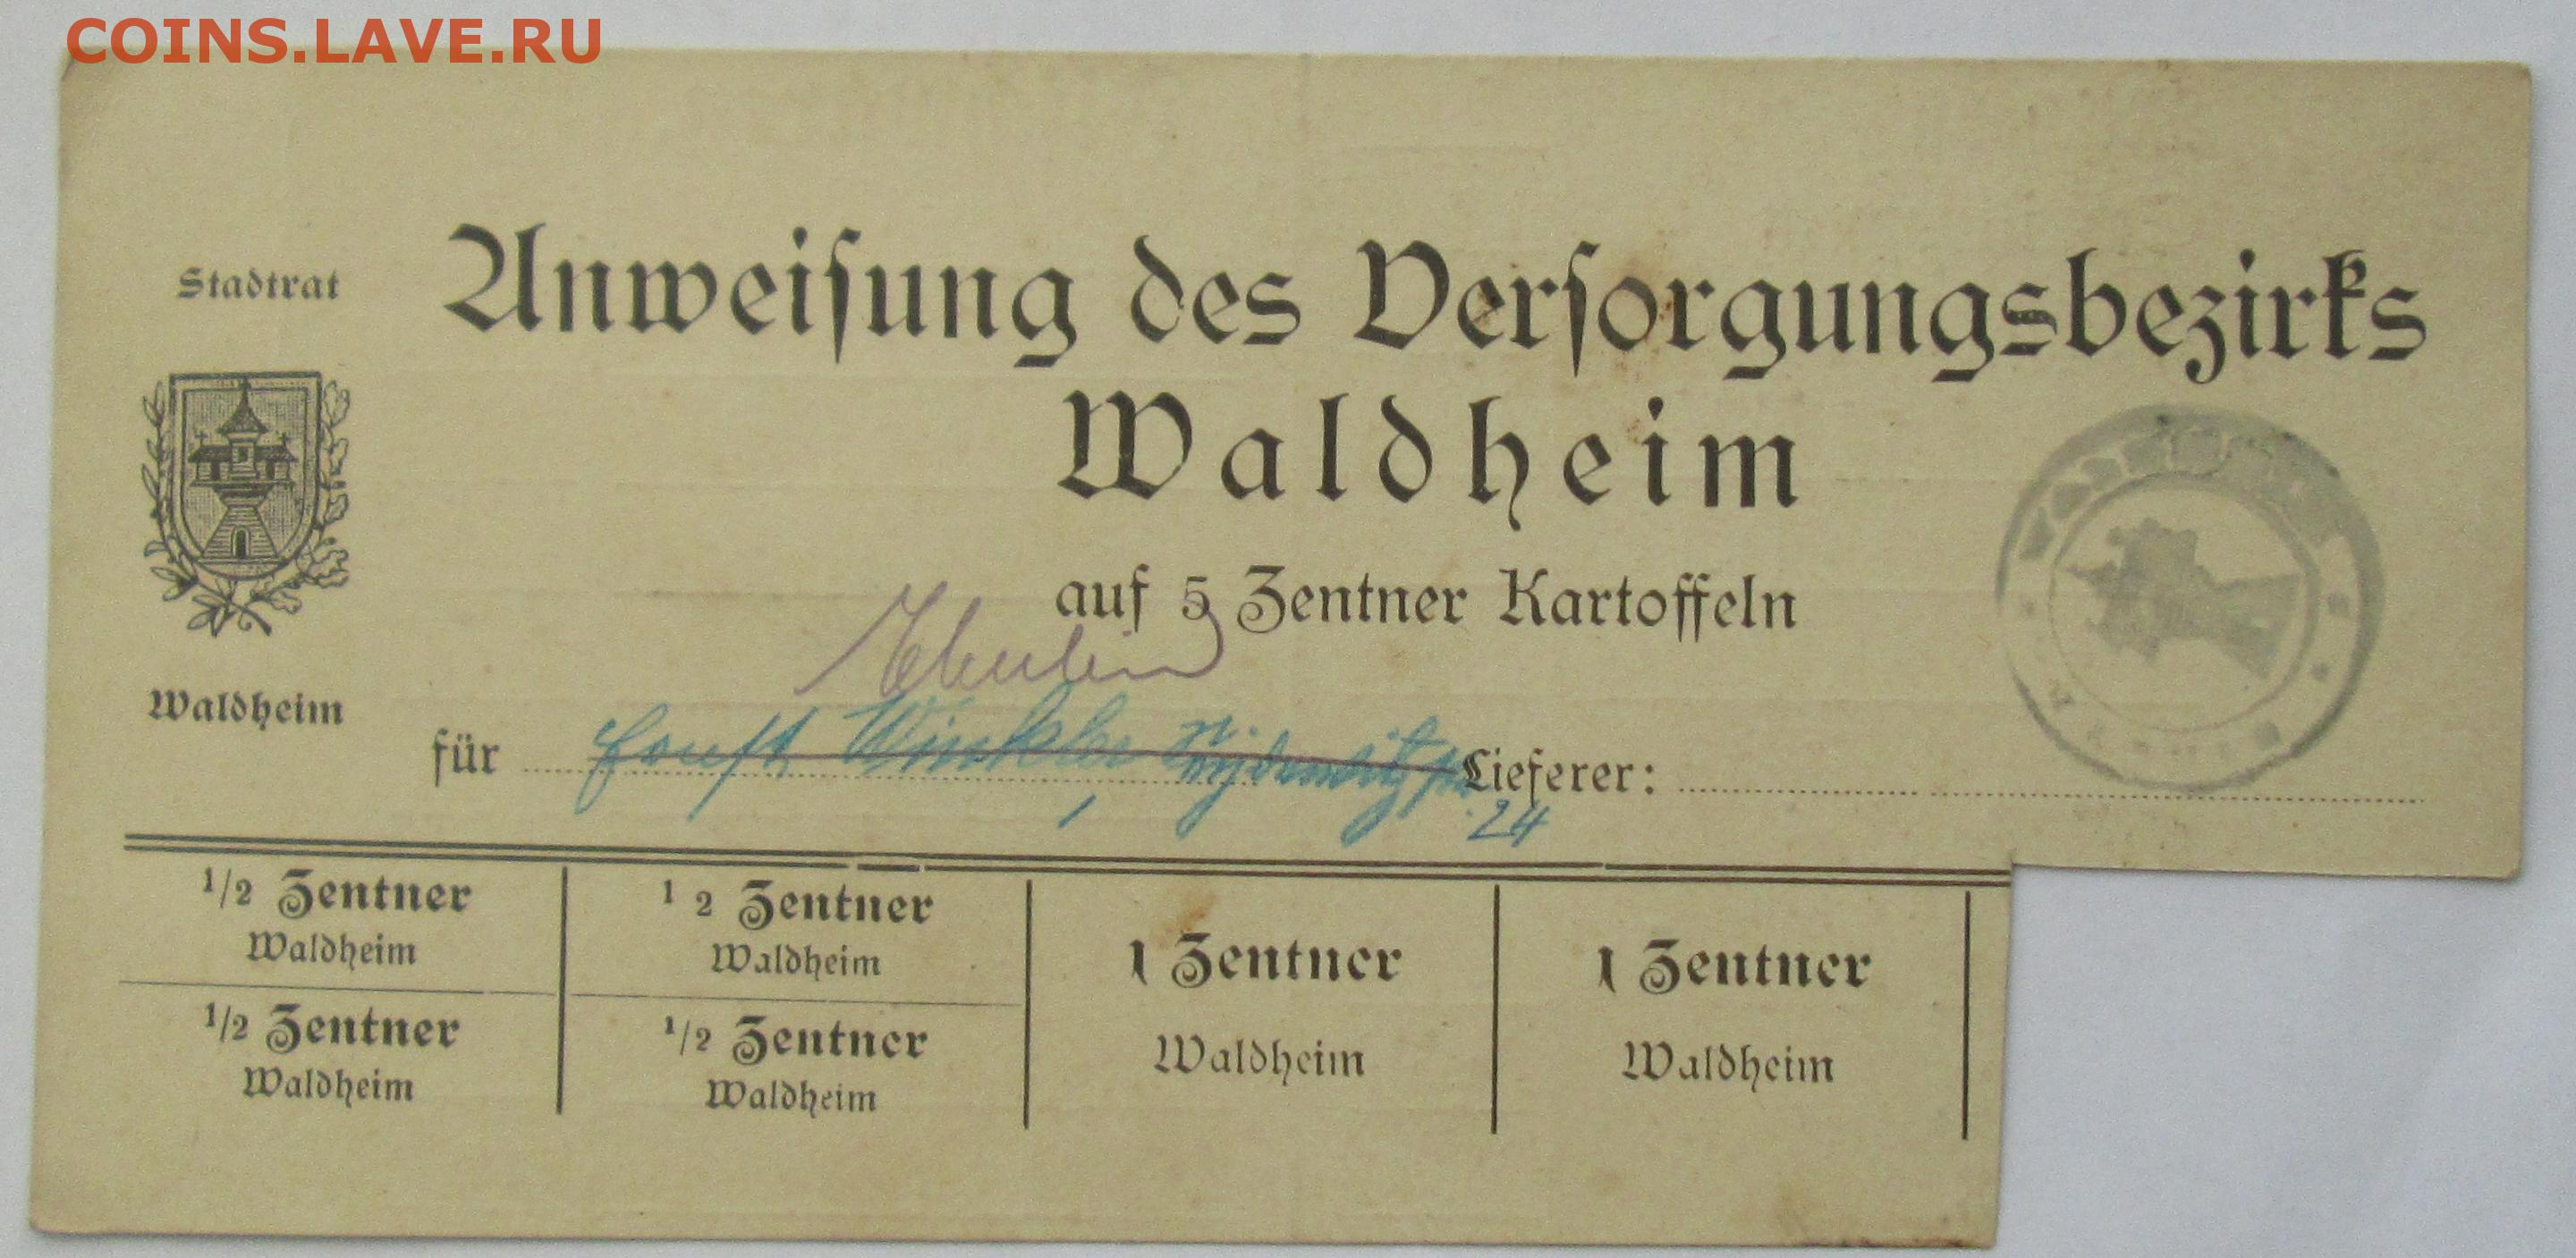 COINS.LAVE.RU
Stadtrat
Anweiſung des Verſorgungsbezirks
Waldheim
auf 5 Zentner Kartoffeln
Waldheim
für Ernst Winkler Lieferer:
24
1/2 Zentner
Waldheim
1/2 Zentner
Waldheim
1 2 Zentner
Waldheim
1/2 Zentner
Waldheim
1 Zentner
Waldheim
1 Zentner
Waldheim